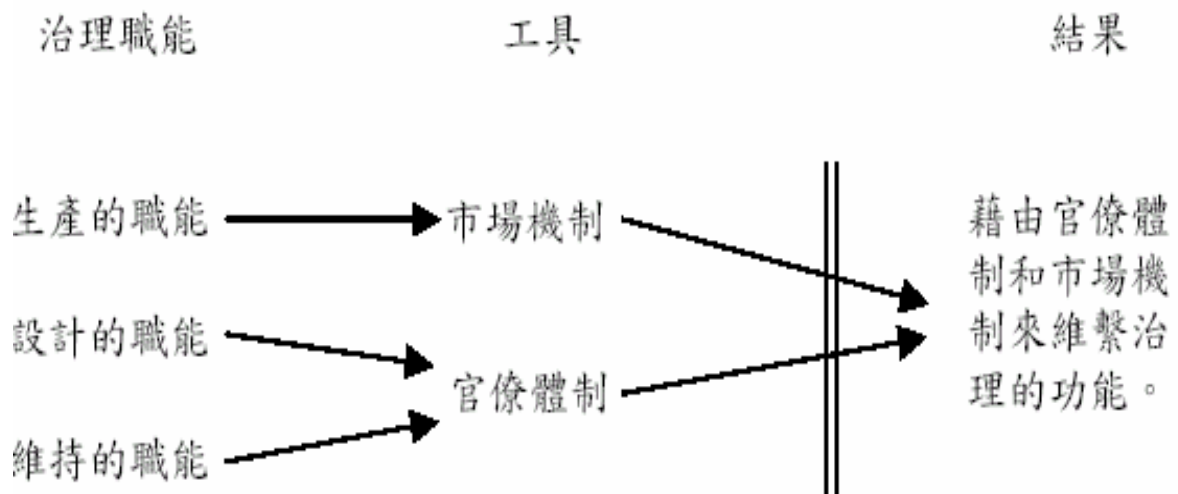 治理職能 工具 結果
生產的職能
設計的職能
維持的職能
市場機制
官僚體制
藉由官僚體
制和市場機
制來維繫治
理的功能。